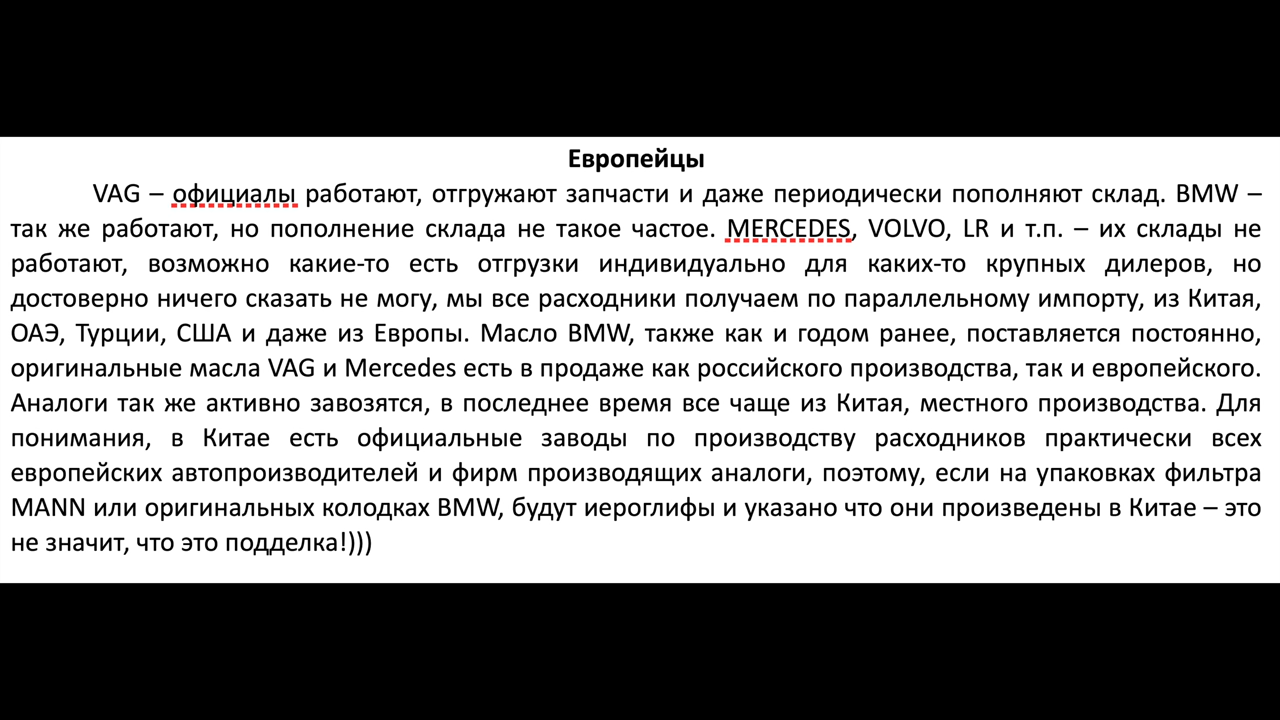 Европейцы
VAG – официалы работают, отгружают запчасти и даже периодически пополняют склад. BMW –
так же работают, но пополнение склада не такое частое. MERCEDES, VOLVO, LR и т.п. – их склады не
работают, возможно какие-то есть отгрузки индивидуально для каких-то крупных дилеров, но
достоверно ничего сказать не могу, мы все расходники получаем по параллельному импорту, из Китая,
ОАЭ, Турции, США и даже из Европы. Масло BMW, также как и годом ранее, поставляется постоянно,
оригинальные масла VAG и Mercedes есть в продаже как российского производства, так и европейского.
Аналоги так же активно завозятся, в последнее время все чаще из Китая, местного производства. Для
понимания, в Китае есть официальные заводы по производству расходников практически всех
европейских автопроизводителей и фирм производящих аналоги, поэтому, если на упаковках фильтра
MANN или оригинальных колодках BMW, будут иероглифы и указано что они произведены в Китае – это
не значит, что это подделка!)))